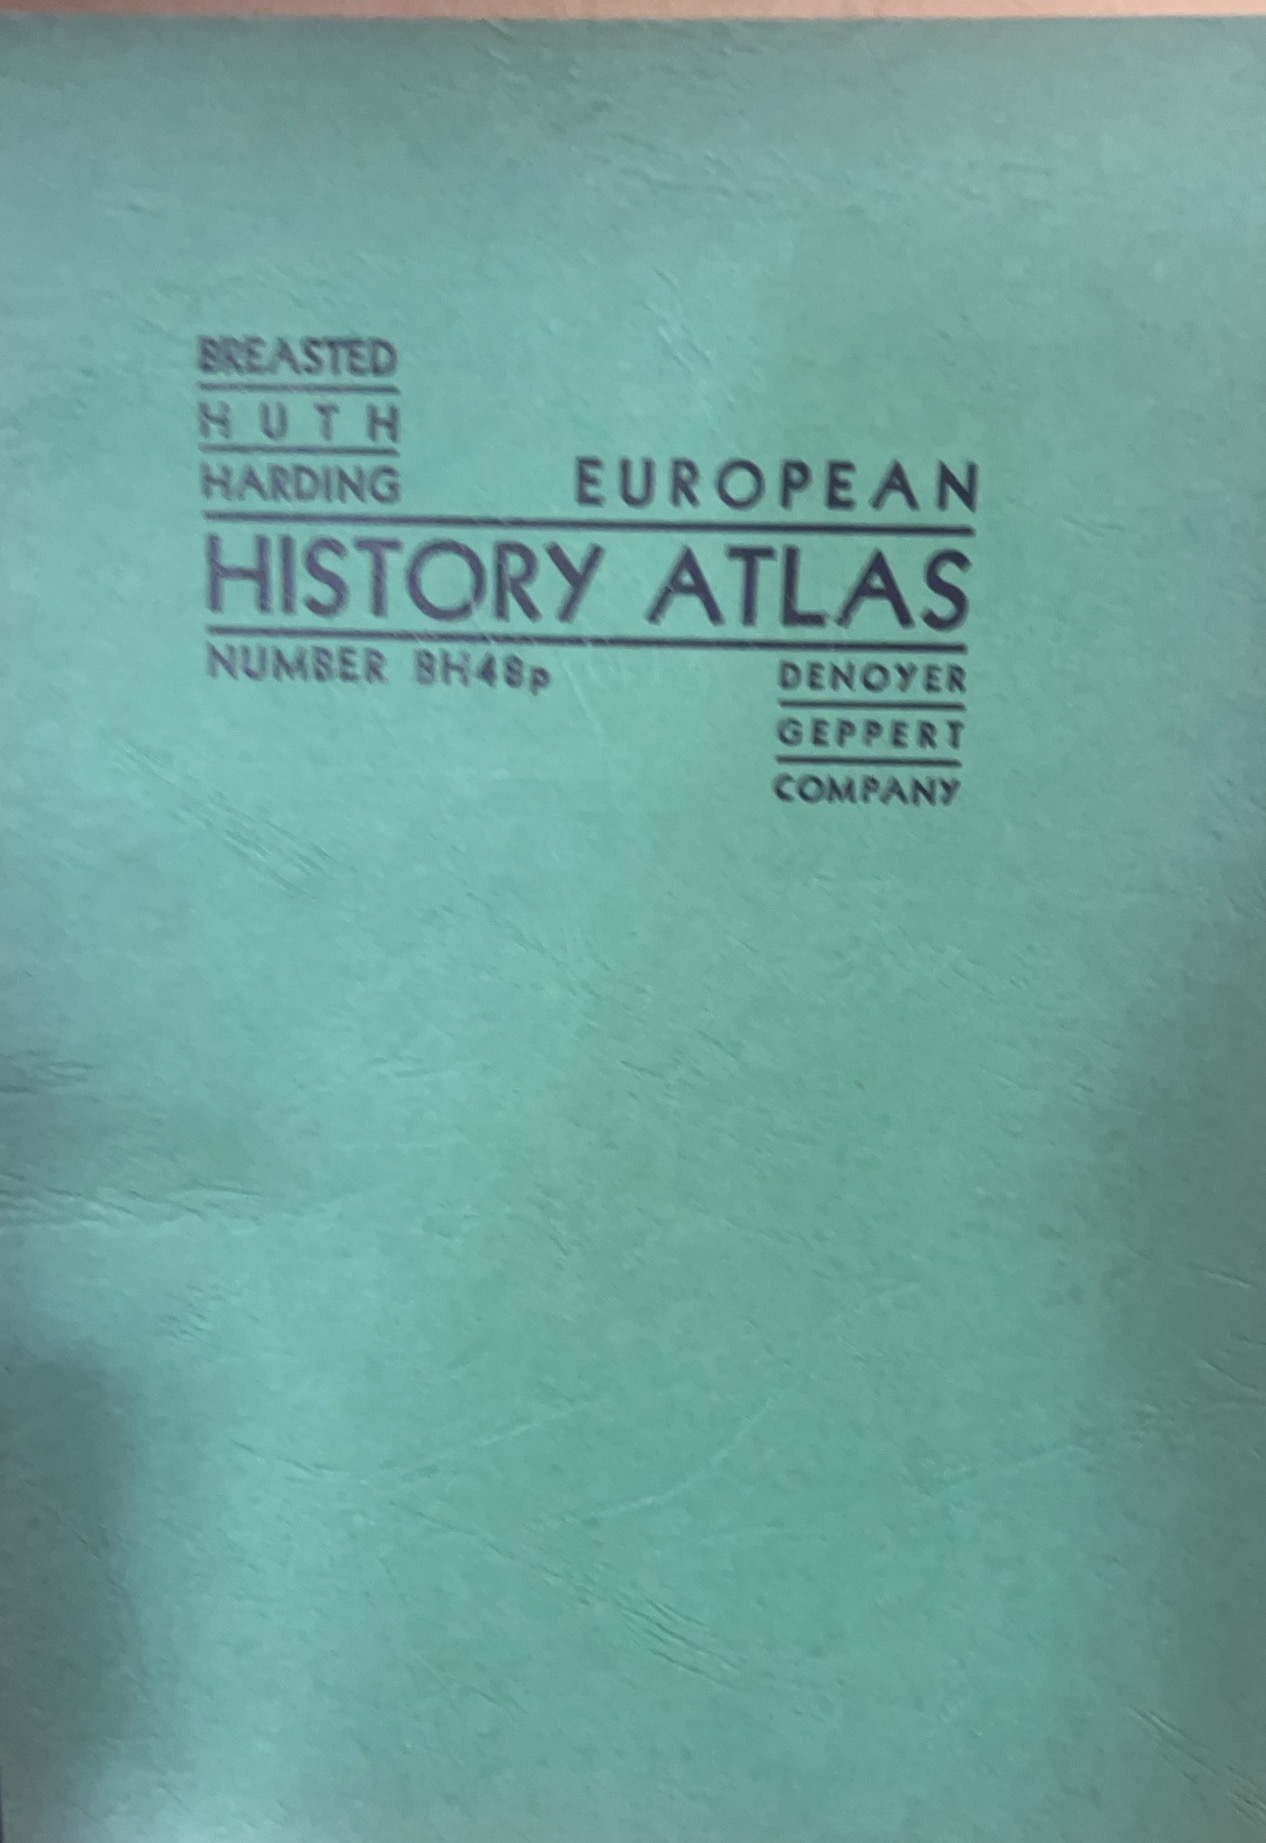 BREASTED
HUTH
HARDING
EUROPEAN
HISTORY ATLAS
NUMBER BH48p
DENOYER
GEPPERT
COMPANY